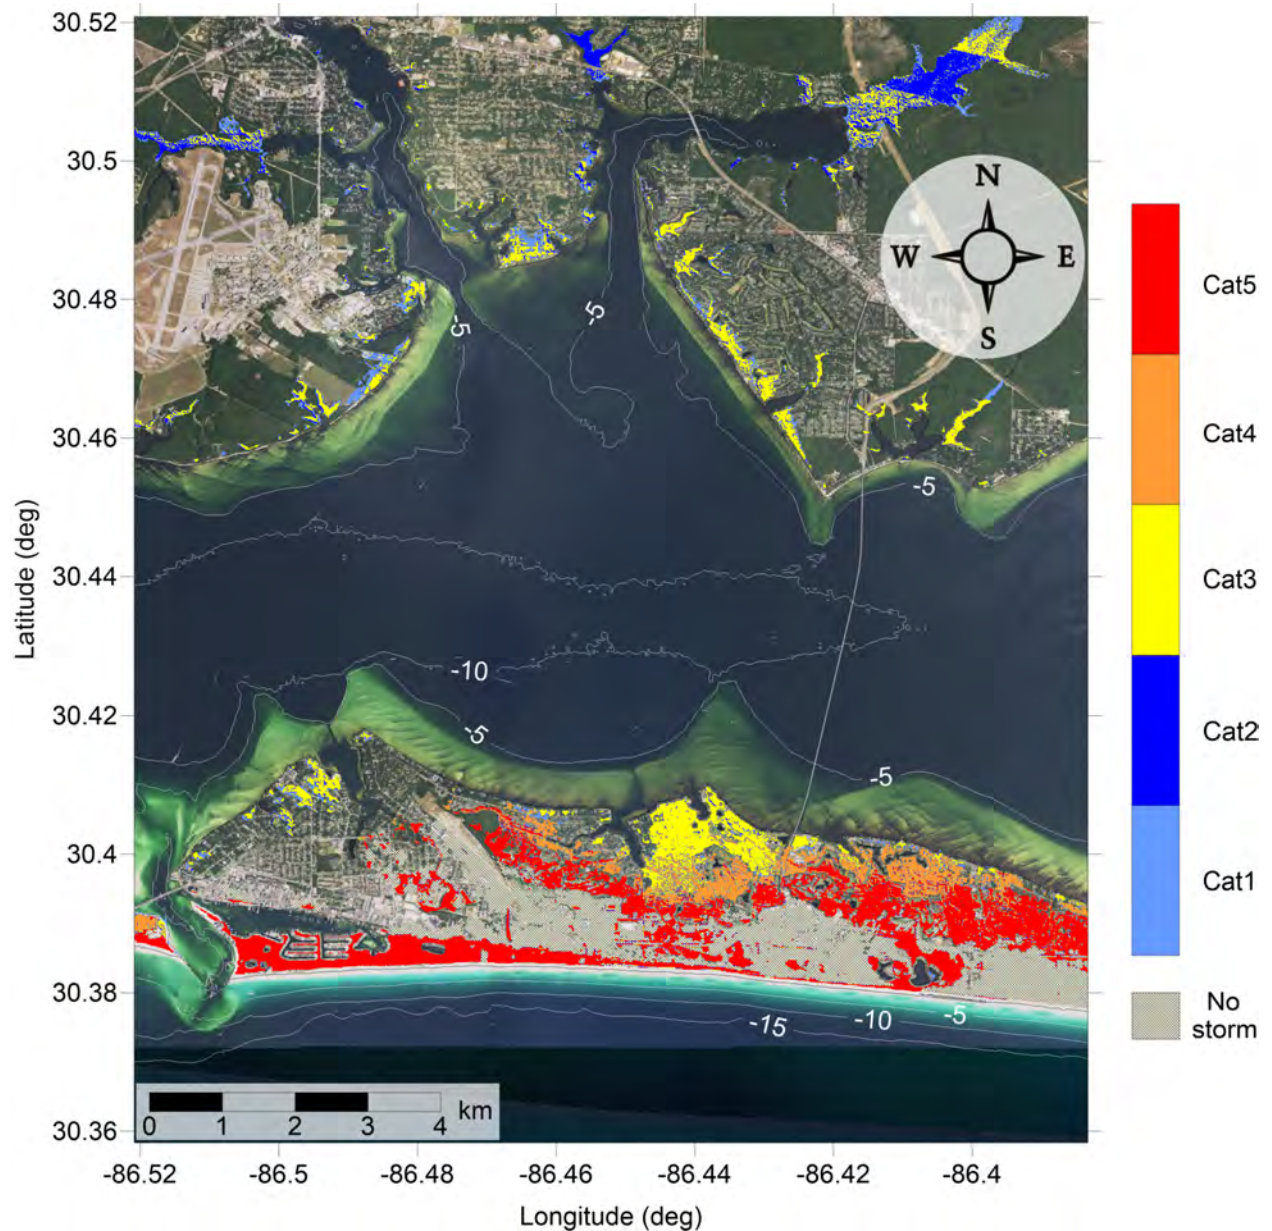 30.52
30.5
30.48
30.46
30.44
30.42
30.4
30.38
30.36
Latitude (deg)
N
W E
S
-5
-5
-5
-10
-5
-5
-5
-10
-15
0 1 2 3 4 km
-86.52 -86.5 -86.48 -86.46 -86.44 -86.42 -86.4
Longitude (deg)
Cat5
Cat4
Cat3
Cat2
Cat1
No
storm